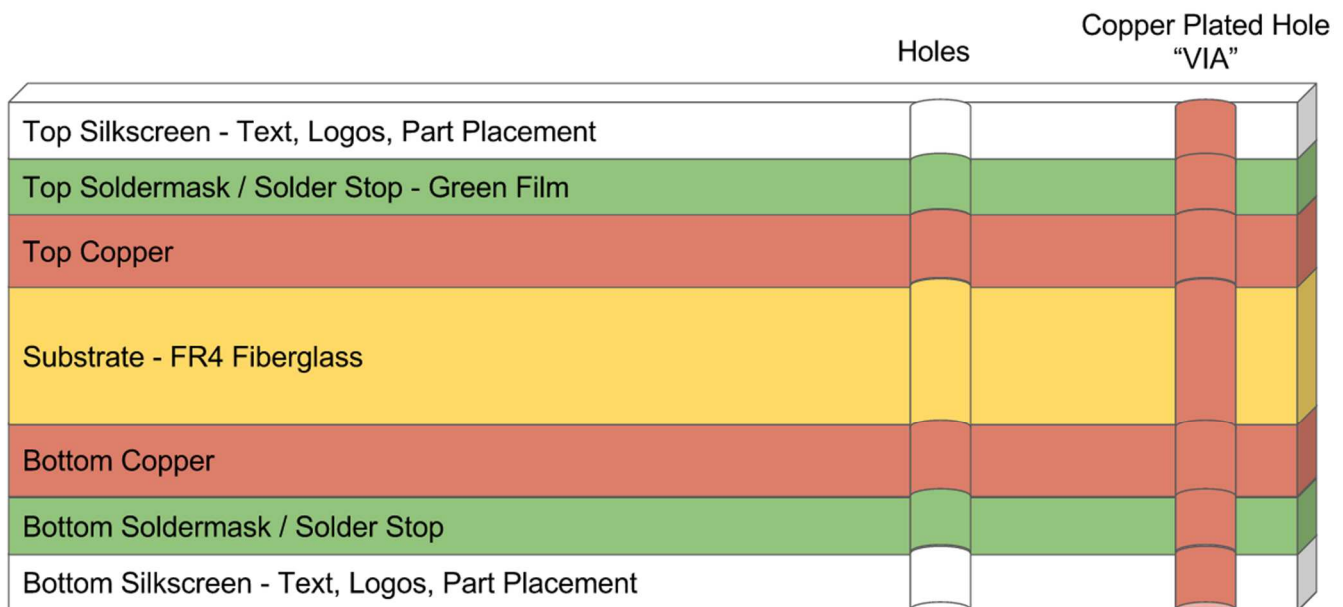 Holes
Copper Plated Hole
“VIA”
Top Silkscreen - Text, Logos, Part Placement
Top Soldermask / Solder Stop - Green Film
Top Copper
Substrate - FR4 Fiberglass
Bottom Copper
Bottom Soldermask / Solder Stop
Bottom Silkscreen - Text, Logos, Part Placement